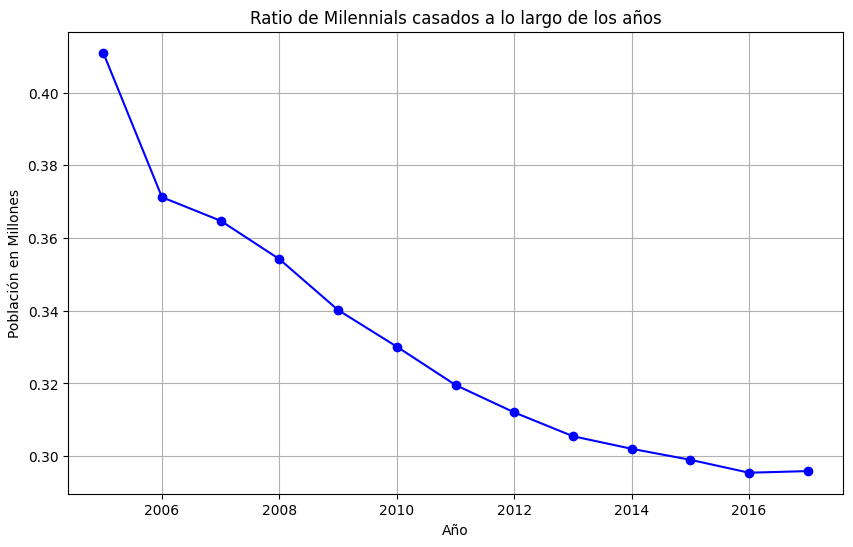 Ratio de Milennials casados a lo largo de los años
Población en Millones
0.40
0.38
0.36
0.34
0.32
0.30
2006 2008 2010 2012 2014 2016
Año